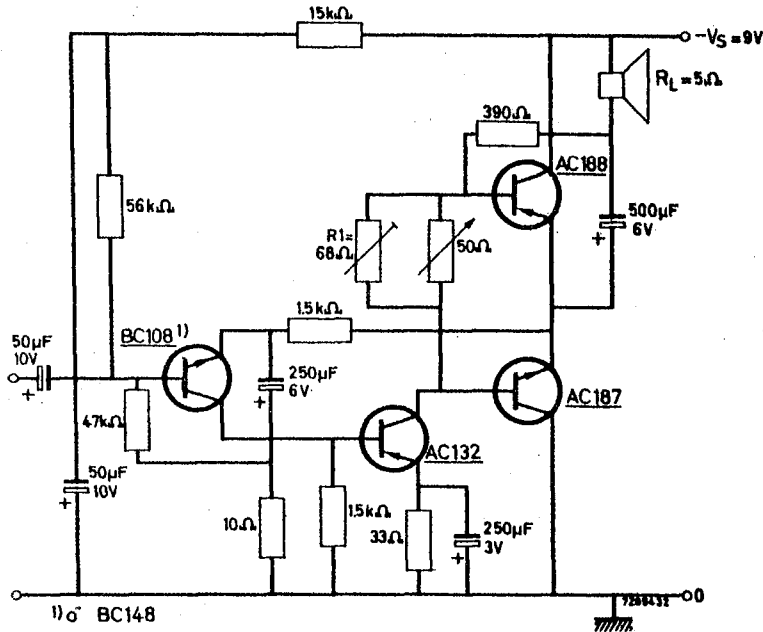 15kΩ
-Vs=9V
RL=5Ω
390Ω
AC188
56kΩ
R1=
68Ω
50Ω
500µF
6V
+
1.5kΩ
BC108 1)
50µF
10V
+
250µF
6V
+
AC187
47kΩ
AC132
50µF
10V
+
10Ω
1.5kΩ
33Ω
250µF
3V
+
0
7268432
1) o⁻ BC148